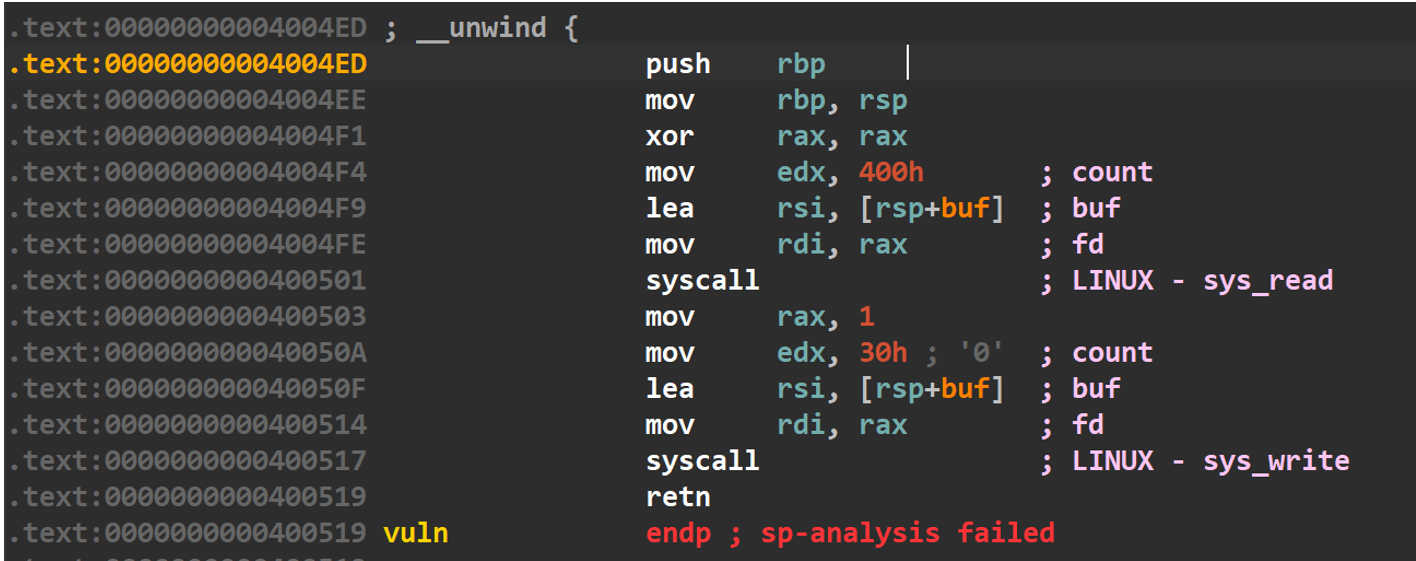 .text:00000000004004ED ; __unwind {
.text:00000000004004ED push rbp
.text:00000000004004EE mov rbp, rsp
.text:00000000004004F1 xor rax, rax
.text:00000000004004F4 mov edx, 400h ; count
.text:00000000004004F9 lea rsi, [rsp+buf] ; buf
.text:00000000004004FE mov rdi, rax ; fd
.text:0000000000400501 syscall ; LINUX - sys_read
.text:0000000000400503 mov rax, 1
.text:000000000040050A mov edx, 30h ; '0' ; count
.text:000000000040050F lea rsi, [rsp+buf] ; buf
.text:0000000000400514 mov rdi, rax ; fd
.text:0000000000400517 syscall ; LINUX - sys_write
.text:0000000000400519 retn
.text:0000000000400519 vuln endp ; sp-analysis failed